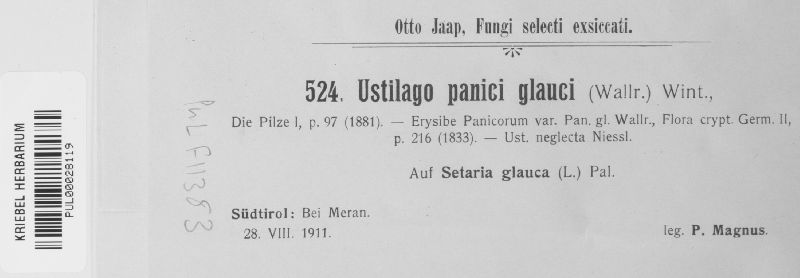 Otto Jaap, Fungi selecti exsiccati.
524. Ustilago panici glauci (Wallr.) Wint.,
Die Pilze I, p. 97 (1881). — Erysibe Panicorum var. Pan. gl. Wallr., Flora crypt. Germ. II,
p. 216 (1833). — Ust. neglecta Niessl.
Auf Setaria glauca (L.) Pal.
Südtirol: Bei Meran.
28. VIII. 1911.
leg. P. Magnus.
KRIEBEL HERBARIUM
PUL00028119
PUL F11383